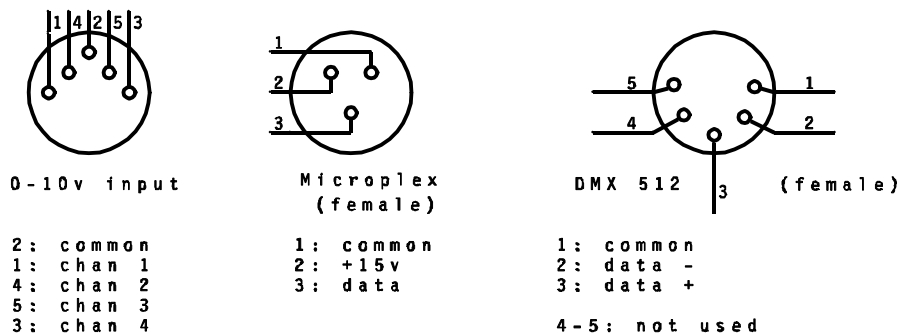 1 4 2 5 3
0-10v input
2: common
1: chan 1
4: chan 2
5: chan 3
3: chan 4
1
2
3
Microplex
(female)
1: common
2: +15v
3: data
5 1
4 2
3
DMX 512 (female)
1: common
2: data -
3: data +
4-5: not used